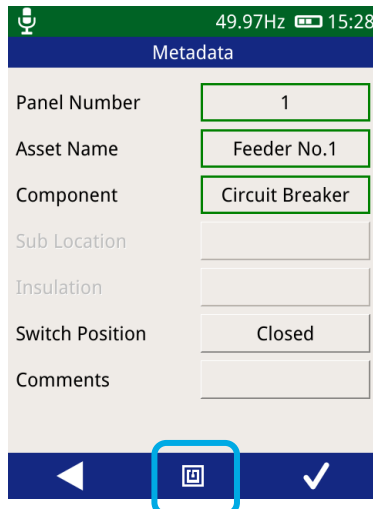 49.97Hz 15:28
Metadata
Panel Number 1
Asset Name Feeder No.1
Component Circuit Breaker
Sub Location
Insulation
Switch Position Closed
Comments